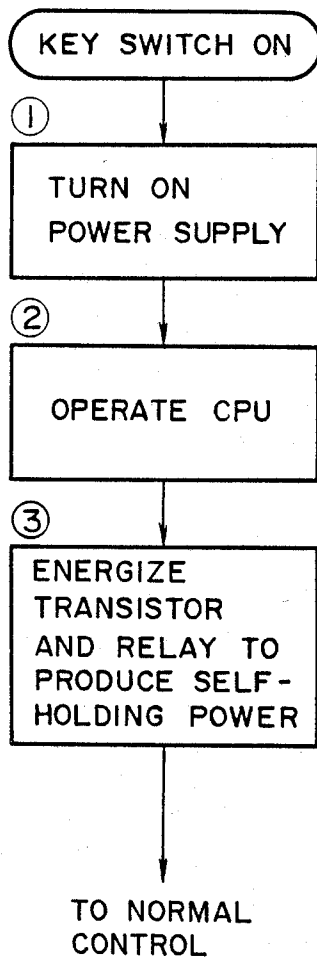 KEY SWITCH ON
①
TURN ON
POWER SUPPLY
②
OPERATE CPU
③
ENERGIZE
TRANSISTOR
AND RELAY TO
PRODUCE SELF-
HOLDING POWER
TO NORMAL
CONTROL